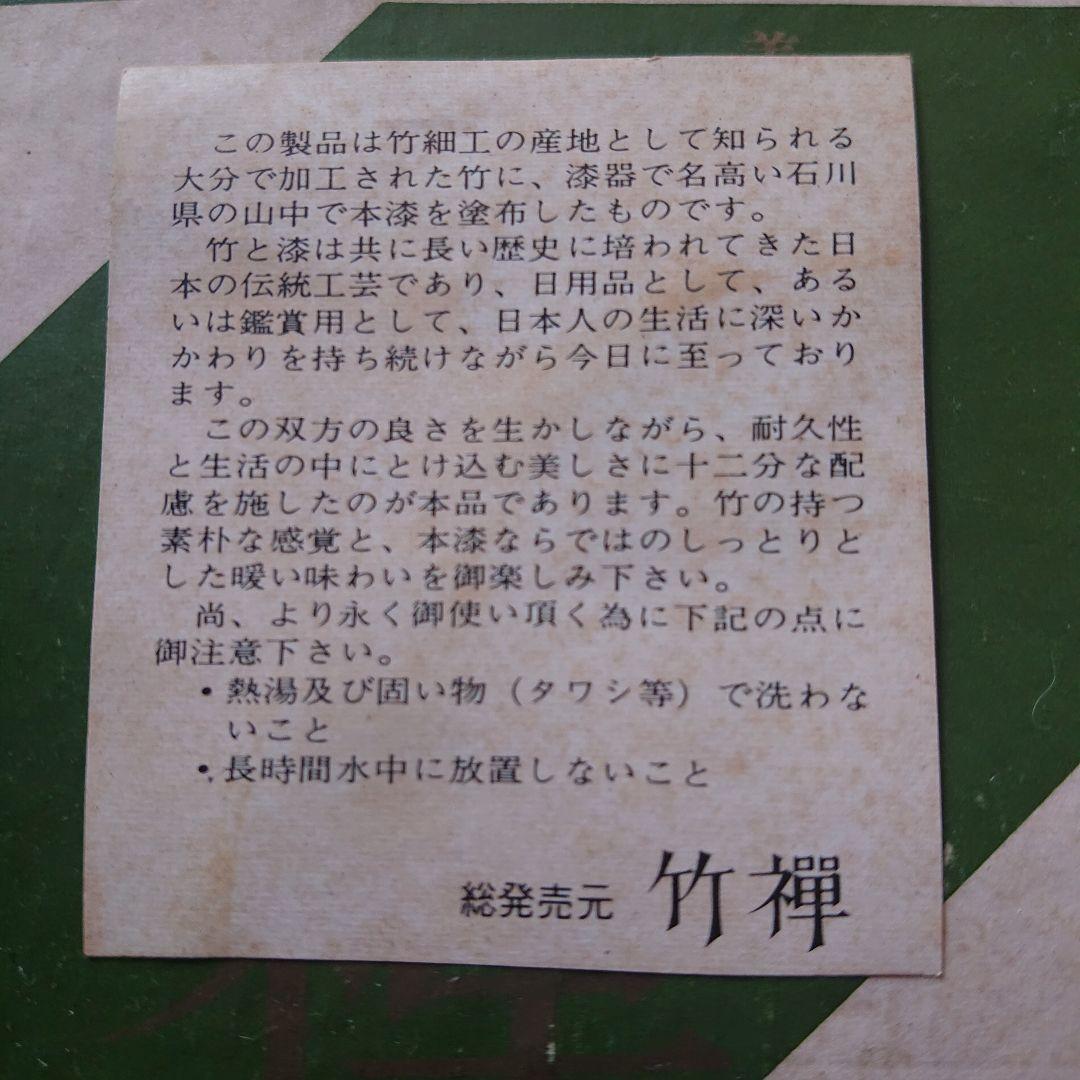 この製品は竹細工の産地として知られる
大分で加工された竹に、漆器で名高い石川
県の山中で本漆を塗布したものです。
竹と漆は共に長い歴史に培われてきた日
本の伝統工芸であり、日用品として、ある
いは鑑賞用として、日本人の生活に深いか
かわりを持ち続けながら今日に至っており
ます。
この双方の良さを生かしながら、耐久性
と生活の中にとけ込む美しさに十二分な配
慮を施したのが本品であります。竹の持つ
素朴な感覚と、本漆ならではのしっとりと
した暖い味わいを御楽しみ下さい。
尚、より永く御使い頂く為に下記の点に
御注意下さい。
・熱湯及び固い物（タワシ等）で洗わな
いこと
・長時間水中に放置しないこと
総発売元 竹禪